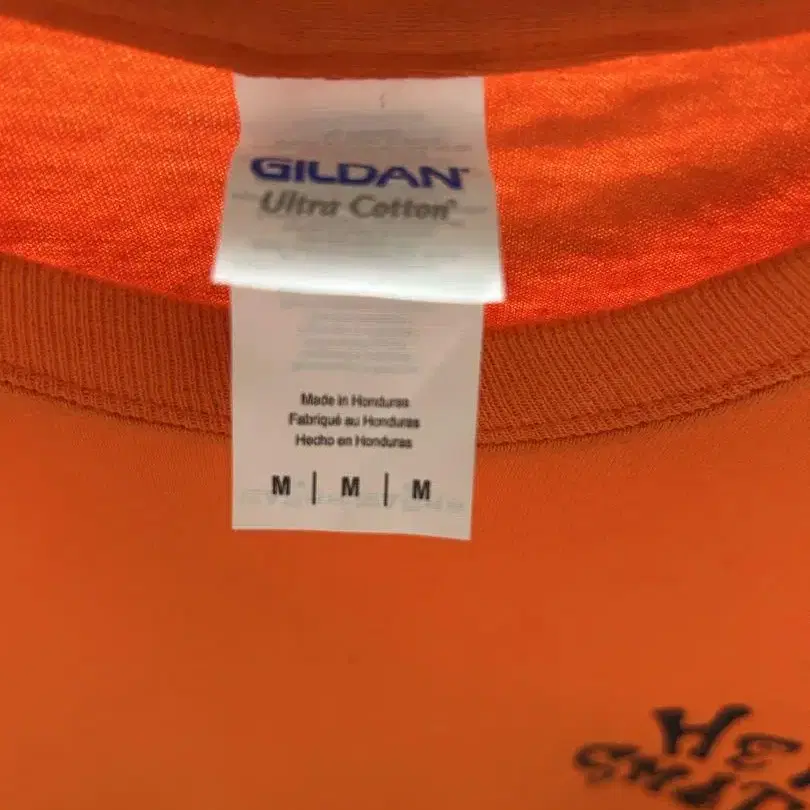 GILDAN
Ultra Cotton®
Made in Honduras
Fabriqué au Honduras
Hecho en Honduras
M | M | M